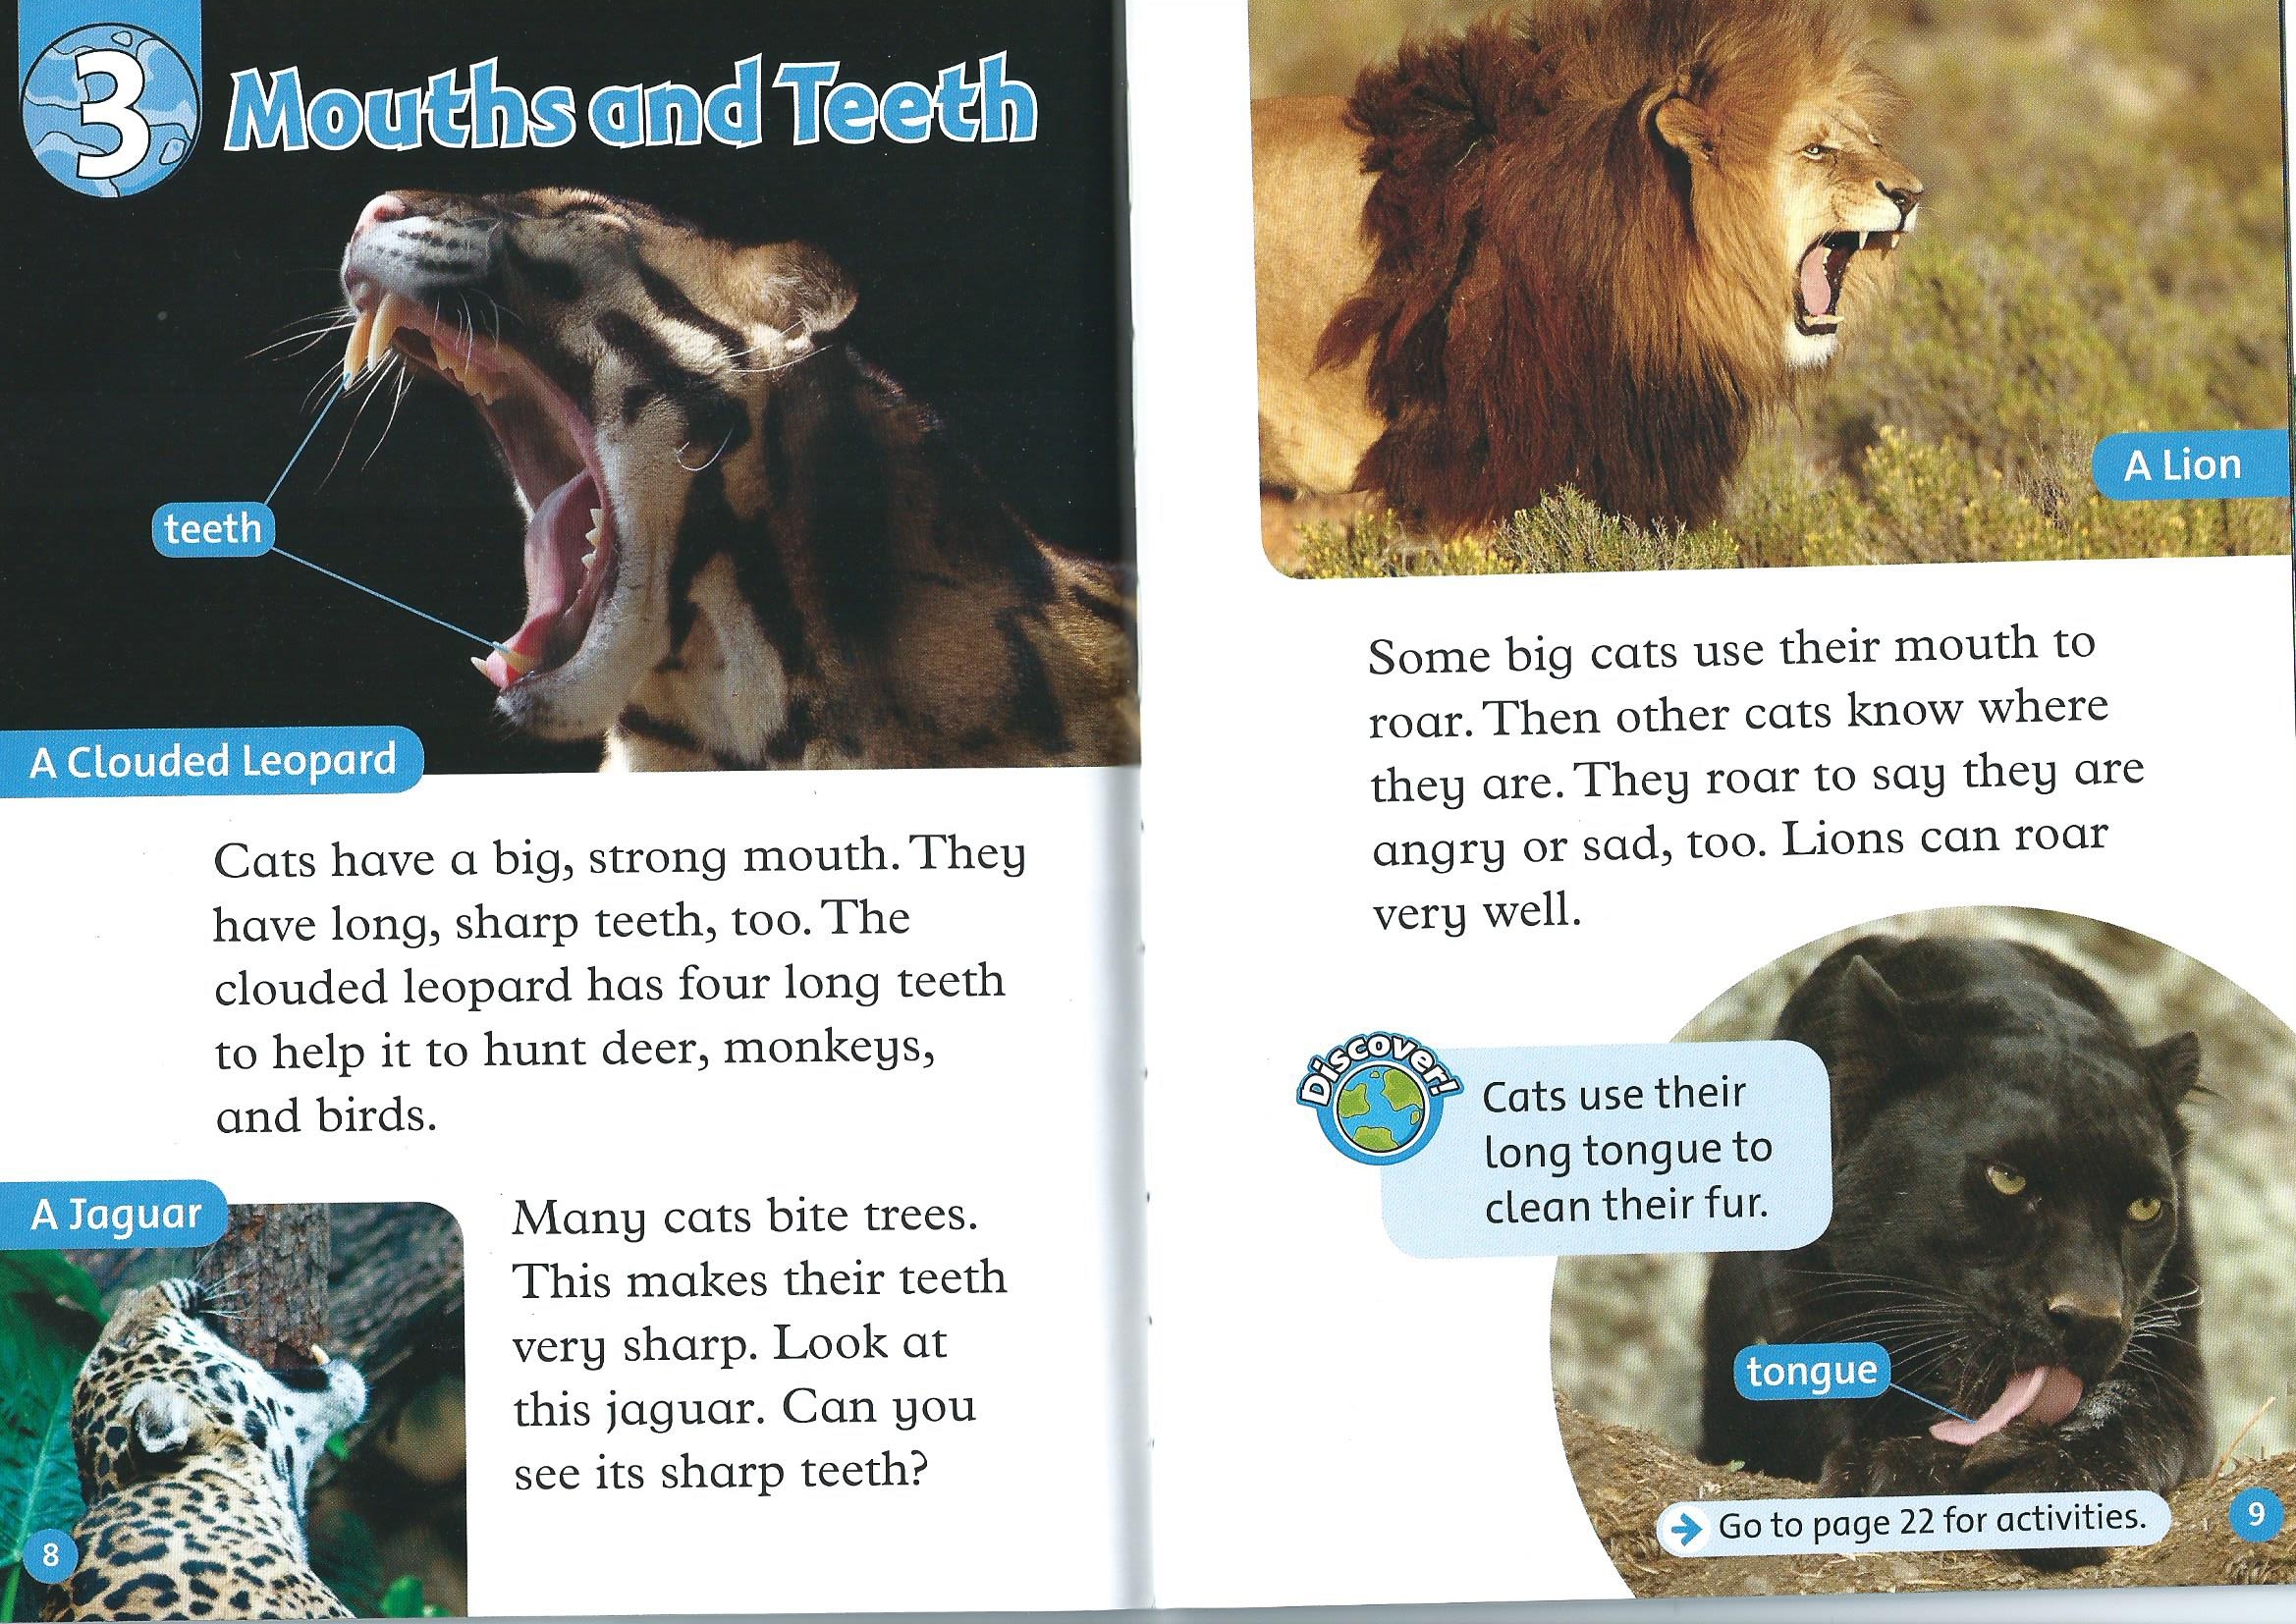 3 Mouths and Teeth
teeth
A Clouded Leopard
Cats have a big, strong mouth. They
have long, sharp teeth, too. The
clouded leopard has four long teeth
to help it to hunt deer, monkeys,
and birds.
A Jaguar
Many cats bite trees.
This makes their teeth
very sharp. Look at
this jaguar. Can you
see its sharp teeth?
8
A Lion
Some big cats use their mouth to
roar. Then other cats know where
they are. They roar to say they are
angry or sad, too. Lions can roar
very well.
Discover!
Cats use their
long tongue to
clean their fur.
tongue
Go to page 22 for activities.
9